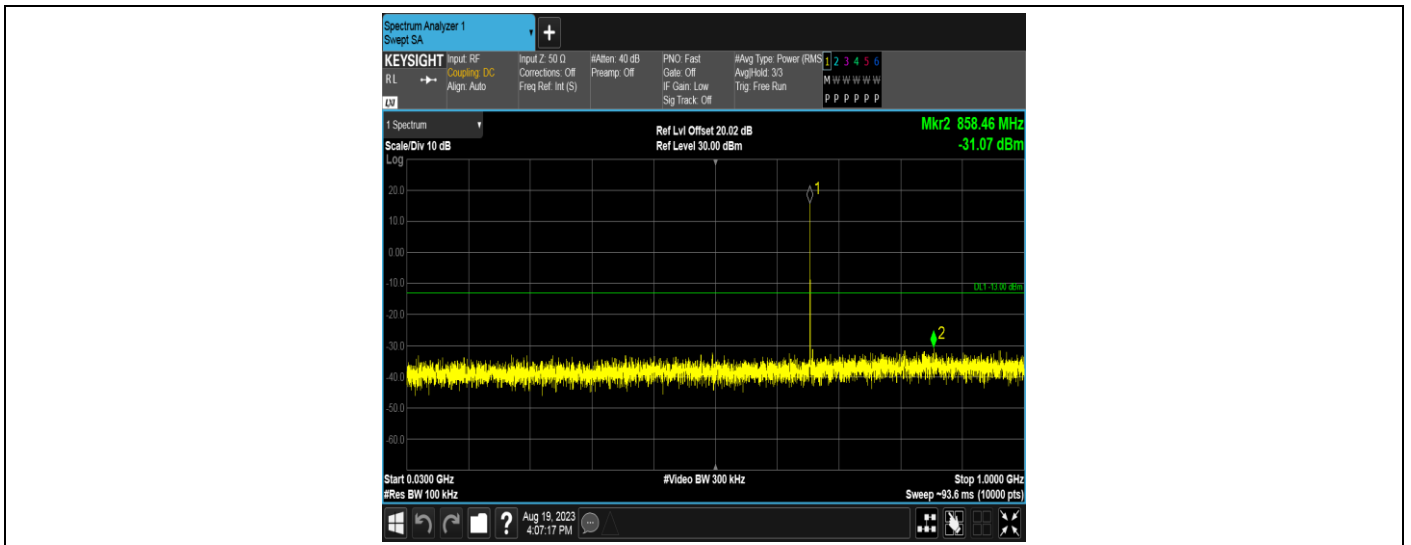 Spectrum Analyzer 1
Swept SA
+
KEYSIGHT
RL
LXI
Input: RF
Coupling: DC
Align: Auto
Input Z: 50 Ω
Corrections: Off
Freq Ref: Int (S)
#Atten: 40 dB
Preamp: Off
PNO: Fast
Gate: Off
IF Gain: Low
Sig Track: Off
#Avg Type: Power (RMS
Avg|Hold: 3/3
Trig: Free Run
1 2 3 4 5 6
M W W W W W
P P P P P P
1 Spectrum
Scale/Div 10 dB
Log
Ref Lvl Offset 20.02 dB
Ref Level 30.00 dBm
Mkr2 858.46 MHz
-31.07 dBm
20.0
10.0
0.00
-10.0
-20.0
-30.0
-40.0
-50.0
-60.0
1
DL1 -13.00 dBm
2
Start 0.0300 GHz
#Res BW 100 kHz
#Video BW 300 kHz
Stop 1.0000 GHz
Sweep ~93.6 ms (10000 pts)
?
Aug 19, 2023
4:07:17 PM